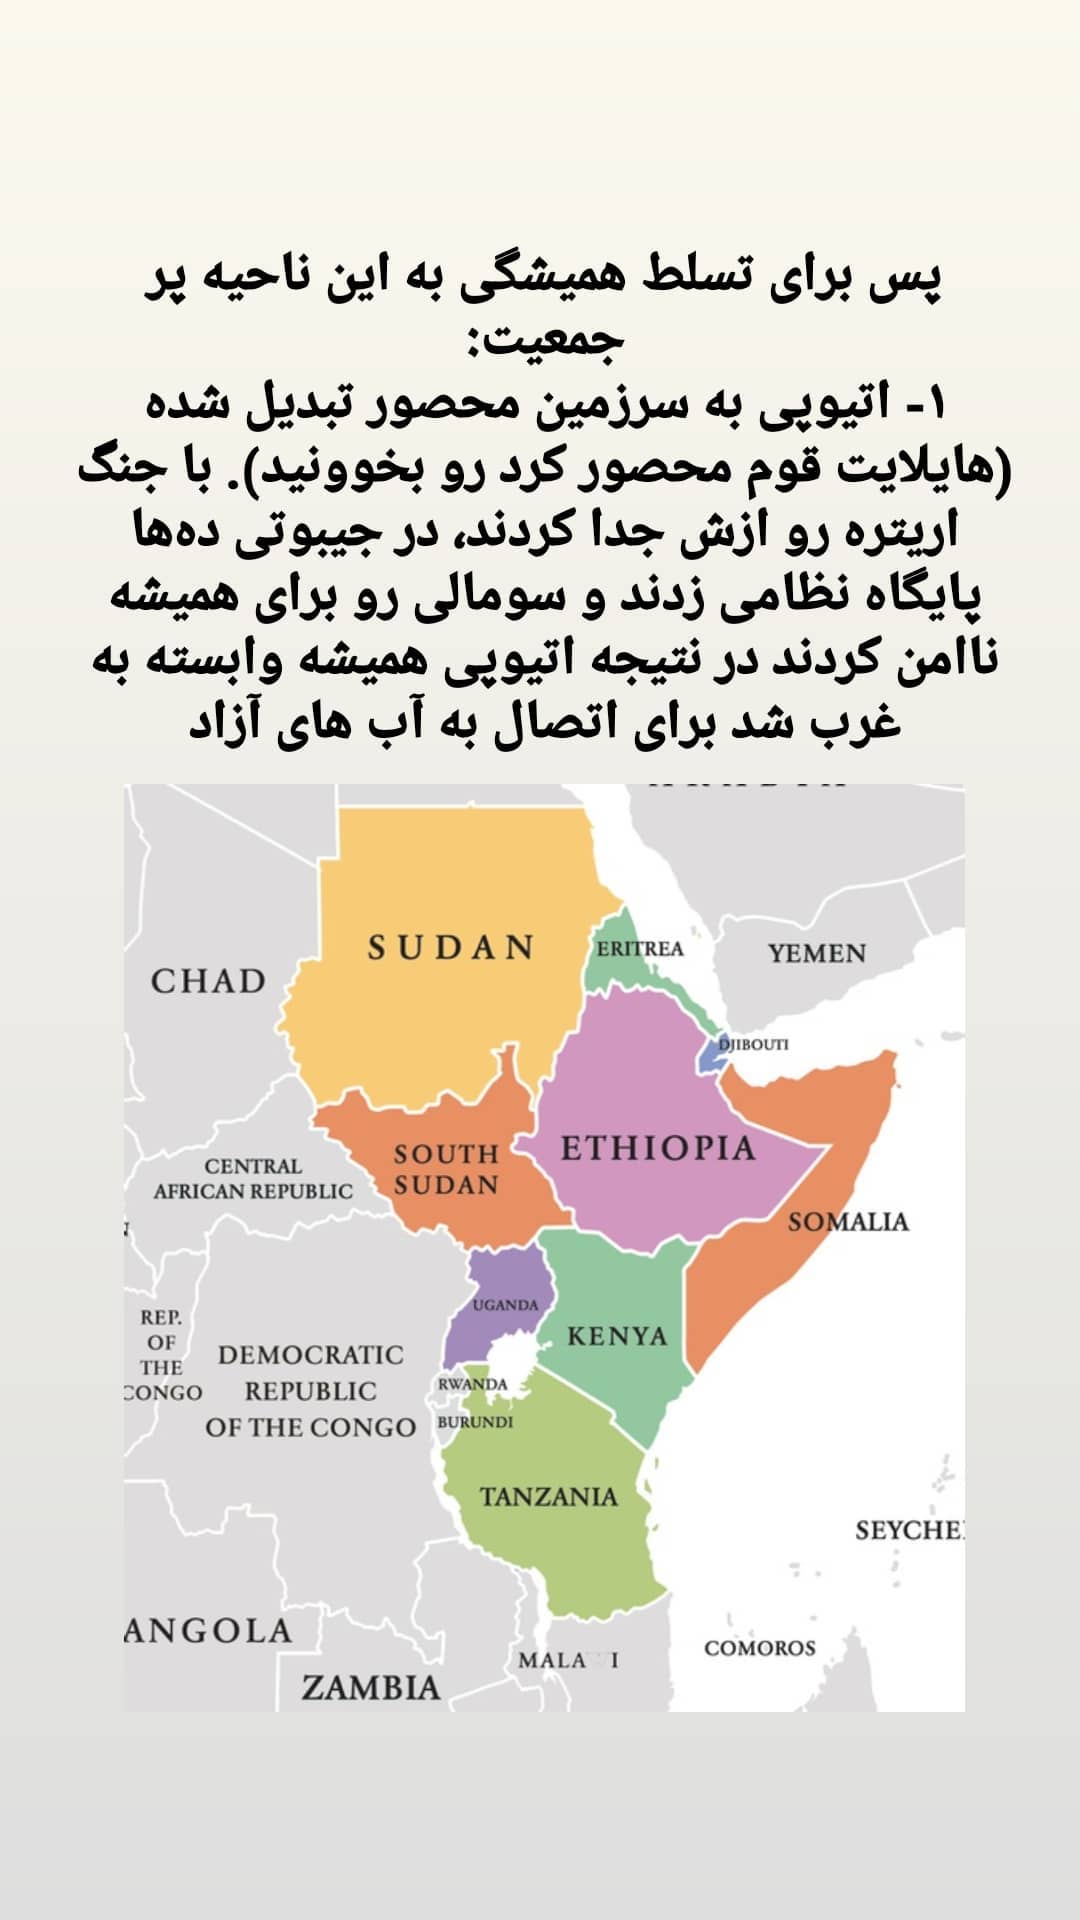 پس برای تسلط همیشگی به این ناحیه پر
جمعیت:
۱- اتیوپی به سرزمین محصور تبدیل شده
(هایلایت قوم محصور کرد رو بخوونید). با جنگ
اریتره رو ازش جدا کردند، در جیبوتی ده‌ها
پایگاه نظامی زدند و سومالی رو برای همیشه
ناامن کردند در نتیجه اتیوپی همیشه وابسته به
غرب شد برای اتصال به آب های آزاد
SUDAN
ERITREA
YEMEN
CHAD
DJIBOUTI
ETHIOPIA
SOUTH
SUDAN
CENTRAL
AFRICAN REPUBLIC
SOMALIA
UGANDA
KENYA
REP.
OF
THE
CONGO
DEMOCRATIC
REPUBLIC
OF THE CONGO
RWANDA
BURUNDI
TANZANIA
SEYCHE
ANGOLA
ZAMBIA
MALAWI
COMOROS